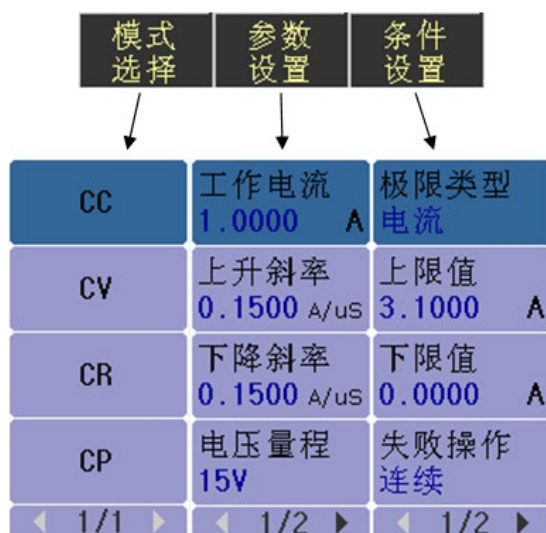 模式
选择
参数
设置
条件
设置
CC
工作电流
1.0000 A
极限类型
电流
CV
上升斜率
0.1500 A/uS
上限值
3.1000 A
CR
下降斜率
0.1500 A/uS
下限值
0.0000 A
CP
电压量程
15V
失败操作
连续
1/1
1/2
1/2